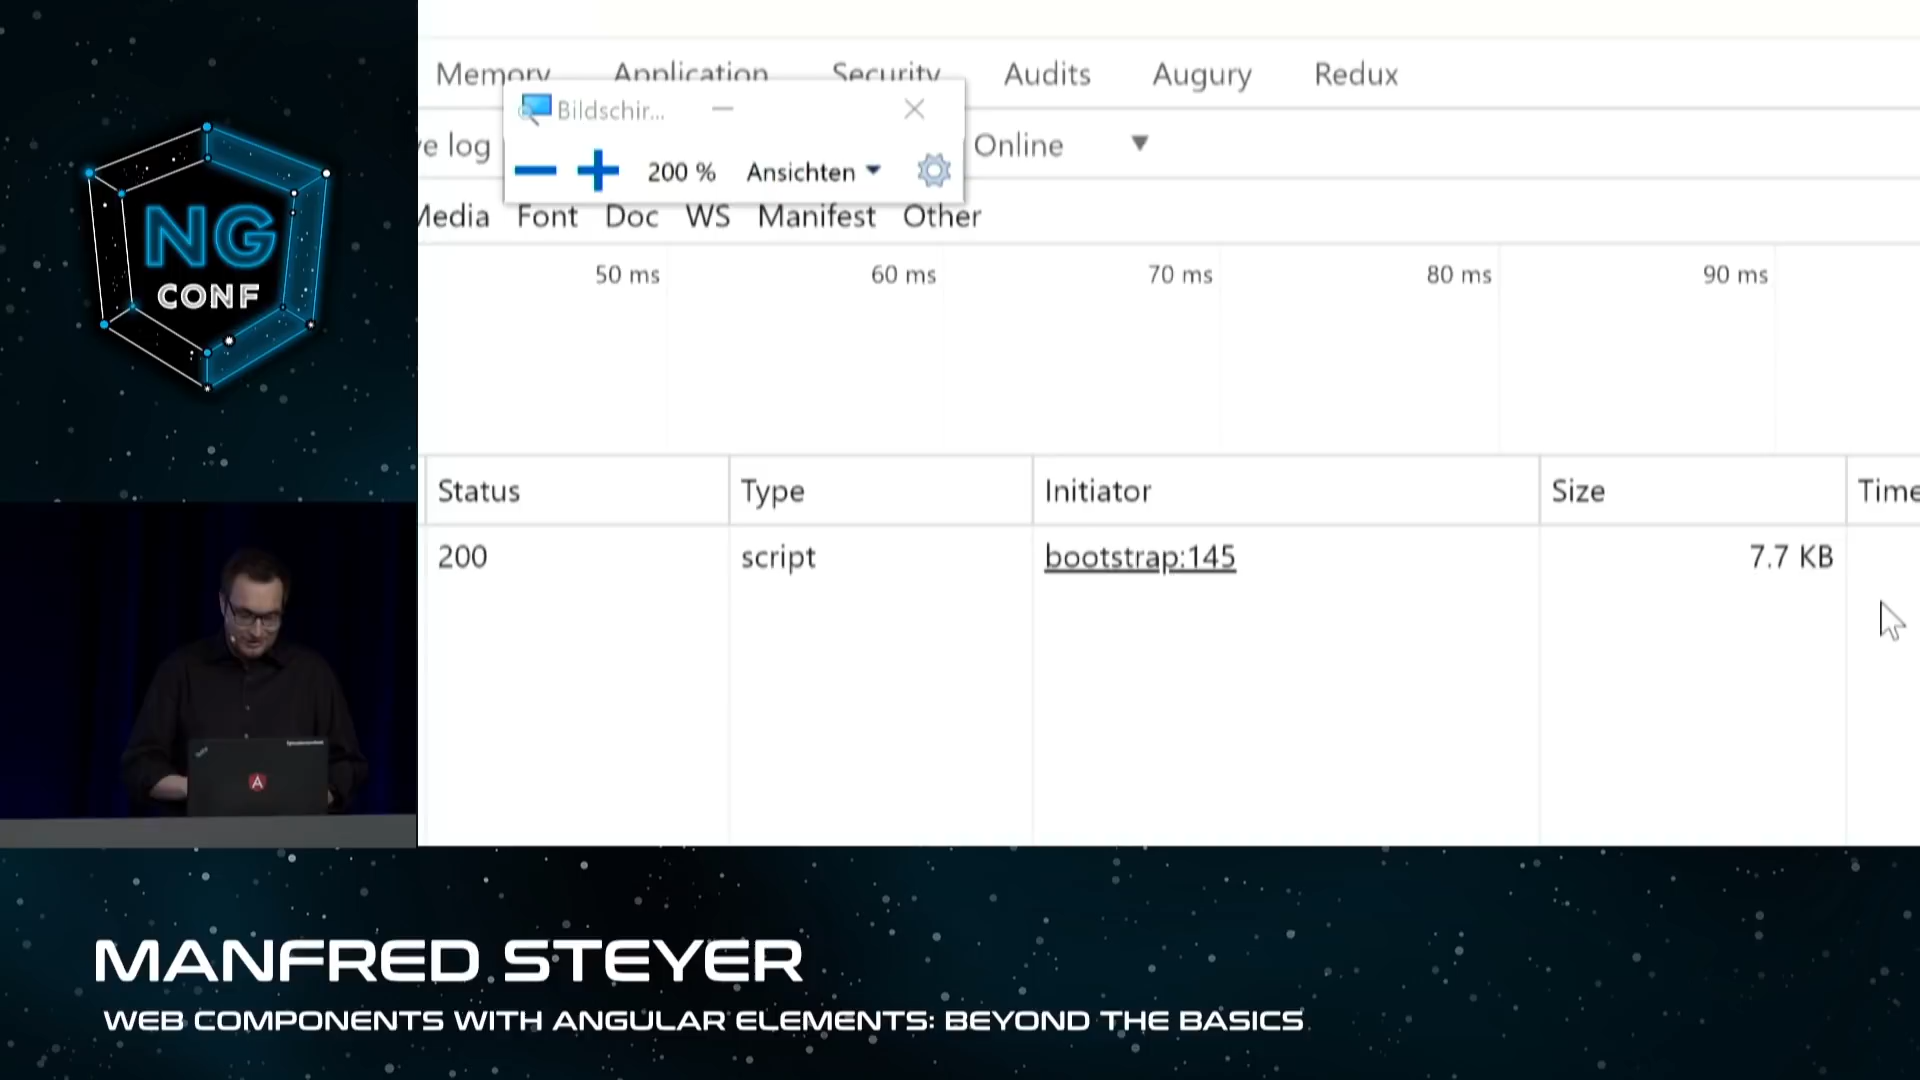 NG
CONF
Memory Application Security Audits Augury Redux
Bildschir...
e log
Online
200 % Ansichten
Media Font Doc WS Manifest Other
50 ms 60 ms 70 ms 80 ms 90 ms
Status Type Initiator Size Time
200 script bootstrap:145 7.7 KB
A
MANFRED STEYER
WEB COMPONENTS WITH ANGULAR ELEMENTS: BEYOND THE BASICS